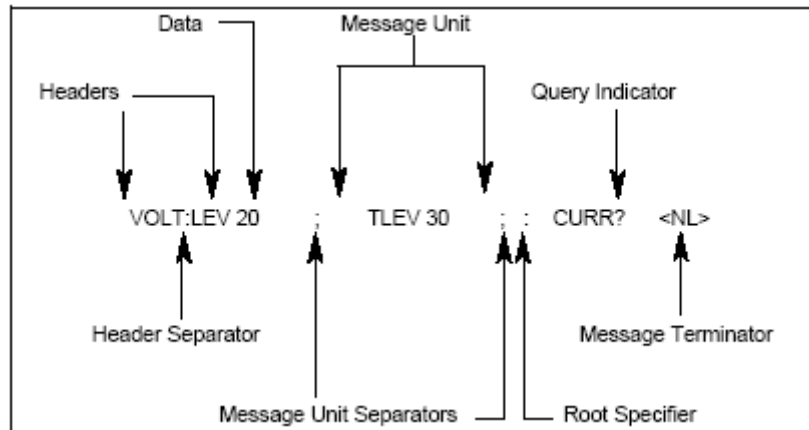 Data Message Unit
Headers Query Indicator
VOLT:LEV 20 ; TLEV 30 ; : CURR? <NL>
Header Separator Message Terminator
Message Unit Separators Root Specifier